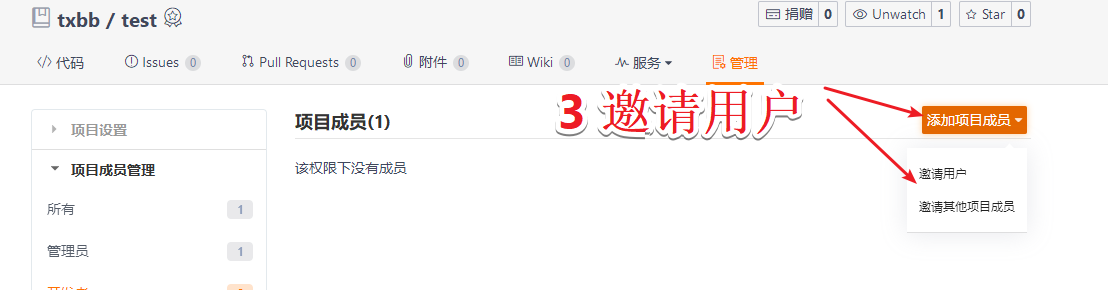 txbb / test
捐赠 0
Unwatch 1
Star 0
代码
Issues 0
Pull Requests 0
附件 0
Wiki 0
服务
管理
项目设置
项目成员(1)
3 邀请用户
添加项目成员
项目成员管理
该权限下没有成员
邀请用户
所有 1
邀请其他项目成员
管理员 1
开发者